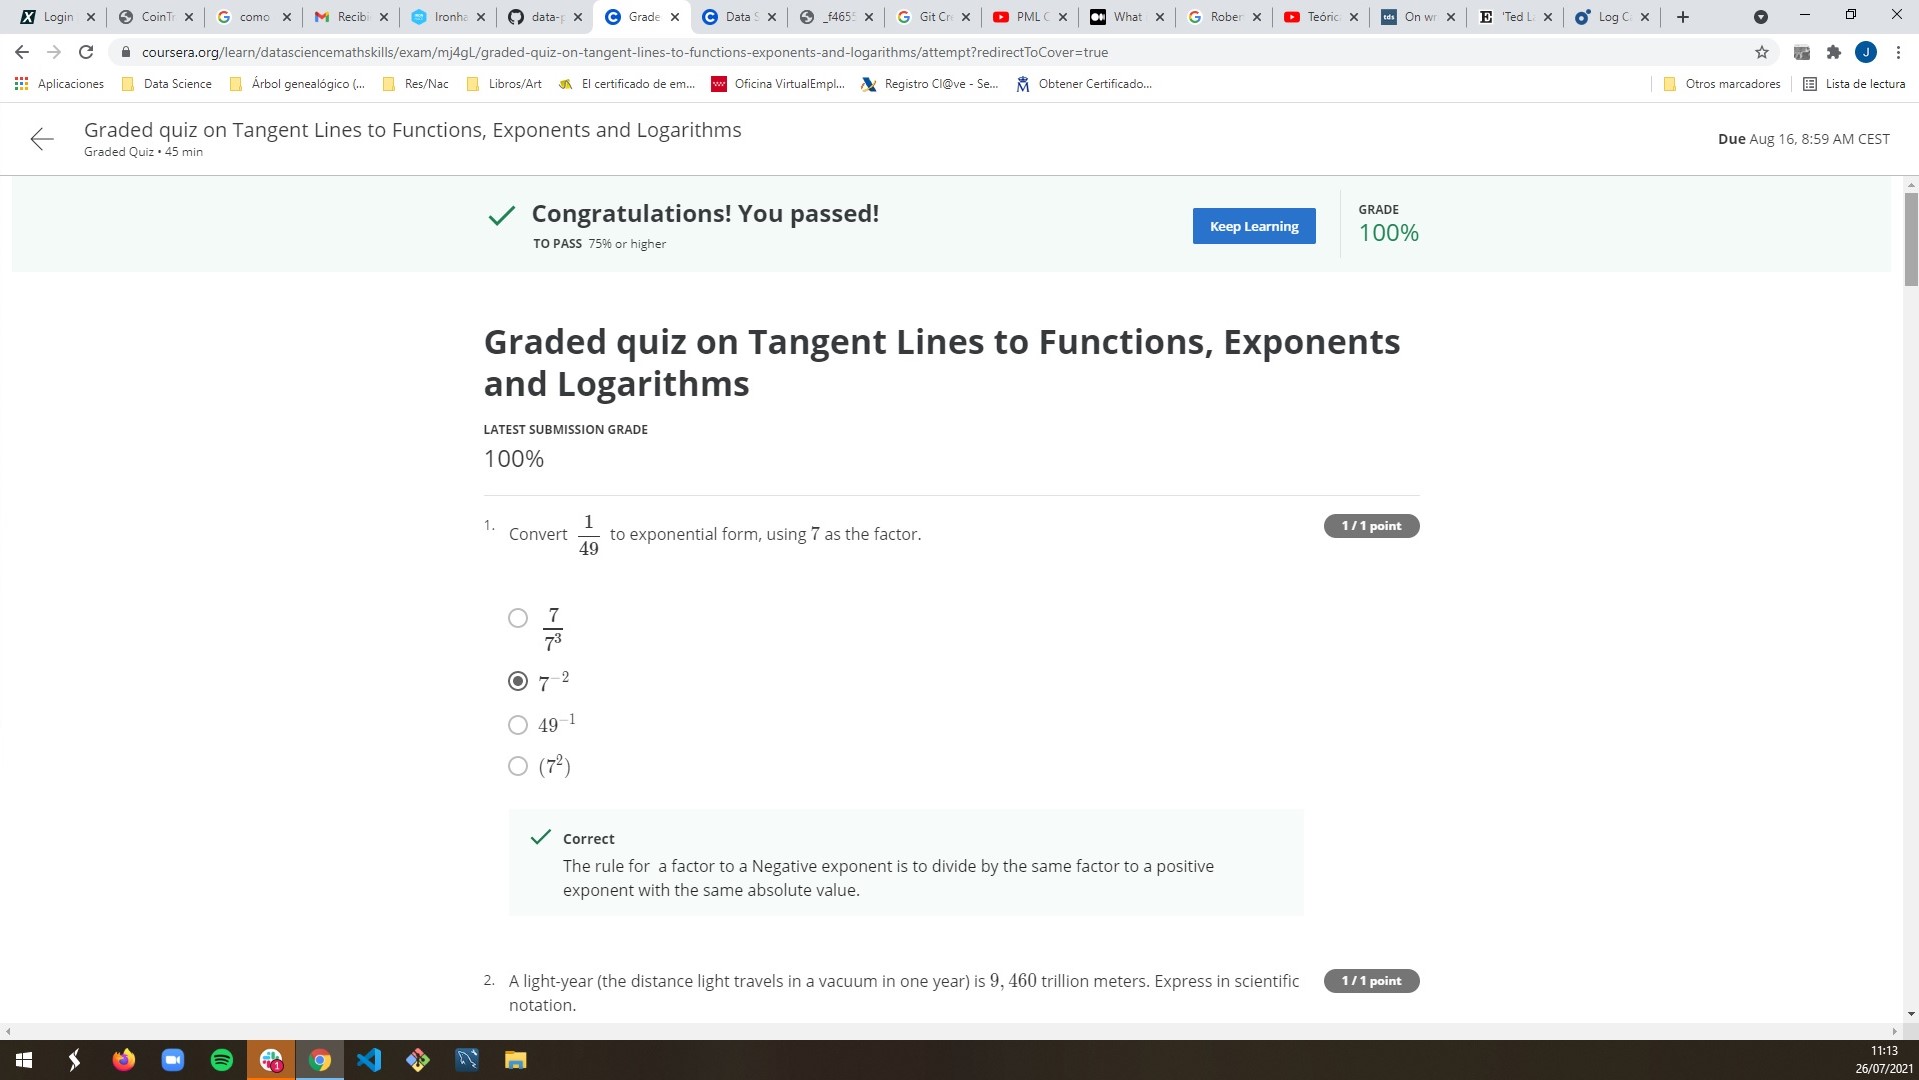 Login
CoinTr
como
Recibi
Ironha
data-p
Grade
Data S
_f4655
Git Cre
PML C
What
Rober
Teóric
On wr
'Ted L
Log C
coursera.org/learn/datasciencemathskills/exam/mj4gL/graded-quiz-on-tangent-lines-to-functions-exponents-and-logarithms/attempt?redirectToCover=true
J
Aplicaciones
Data Science
Árbol genealógico (...
Res/Nac
Libros/Art
El certificado de em...
Oficina VirtualEmpl...
Registro Cl@ve - Se...
Obtener Certificado...
Otros marcadores
Lista de lectura
Graded quiz on Tangent Lines to Functions, Exponents and Logarithms
Graded Quiz • 45 min
Due Aug 16, 8:59 AM CEST
Congratulations! You passed!
TO PASS 75% or higher
Keep Learning
GRADE
100%
Graded quiz on Tangent Lines to Functions, Exponents
and Logarithms
LATEST SUBMISSION GRADE
100%
1. Convert 1/49 to exponential form, using 7 as the factor.
1 / 1 point
7/7³
7⁻²
49⁻¹
(7²)
Correct
The rule for a factor to a Negative exponent is to divide by the same factor to a positive
exponent with the same absolute value.
2. A light-year (the distance light travels in a vacuum in one year) is 9, 460 trillion meters. Express in scientific
notation.
1 / 1 point
1
11:13
26/07/2021